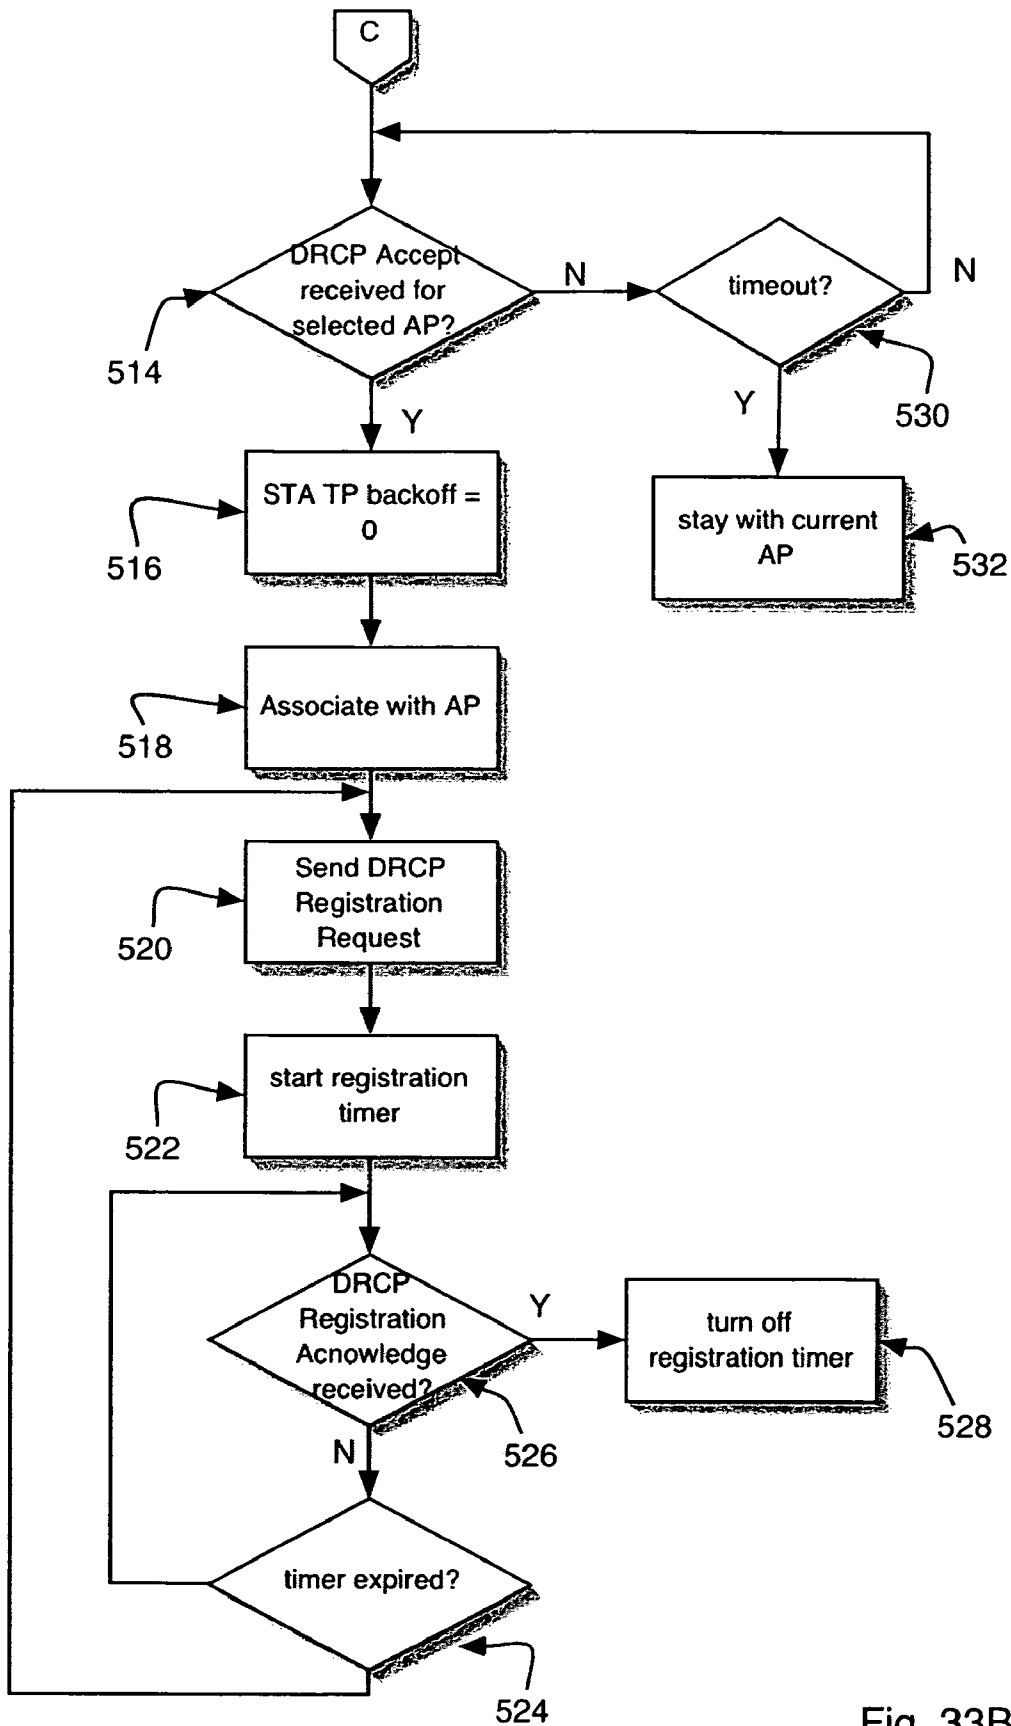 C
DRCP Accept
received for
selected AP?
N
timeout?
N
514
530
Y
Y
STA TP backoff =
0
516
stay with current
AP
532
Associate with AP
518
Send DRCP
Registration
Request
520
start registration
timer
522
DRCP
Registration
Acnowledge
received?
Y
turn off
registration timer
528
526
N
timer expired?
524
Fig. 33B